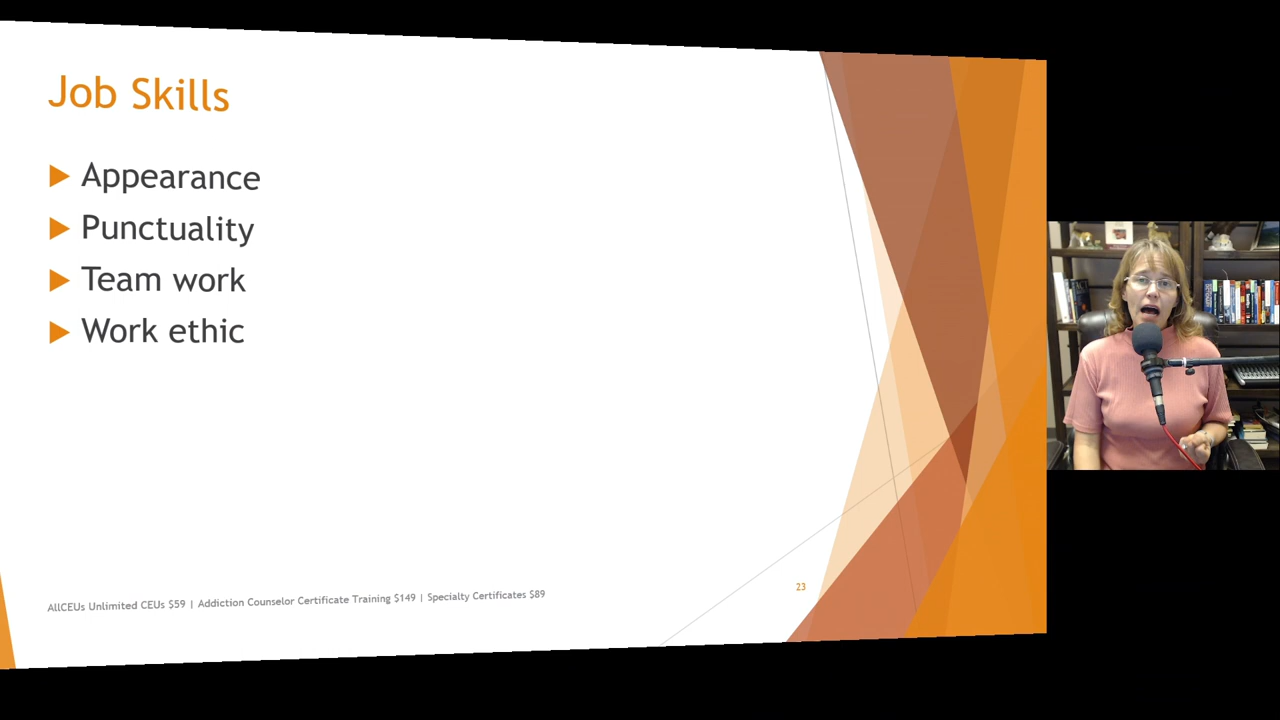 Job Skills
Appearance
Punctuality
Team work
Work ethic
AllCEUs Unlimited CEUs $59 | Addiction Counselor Certificate Training $149 | Specialty Certificates $89
23